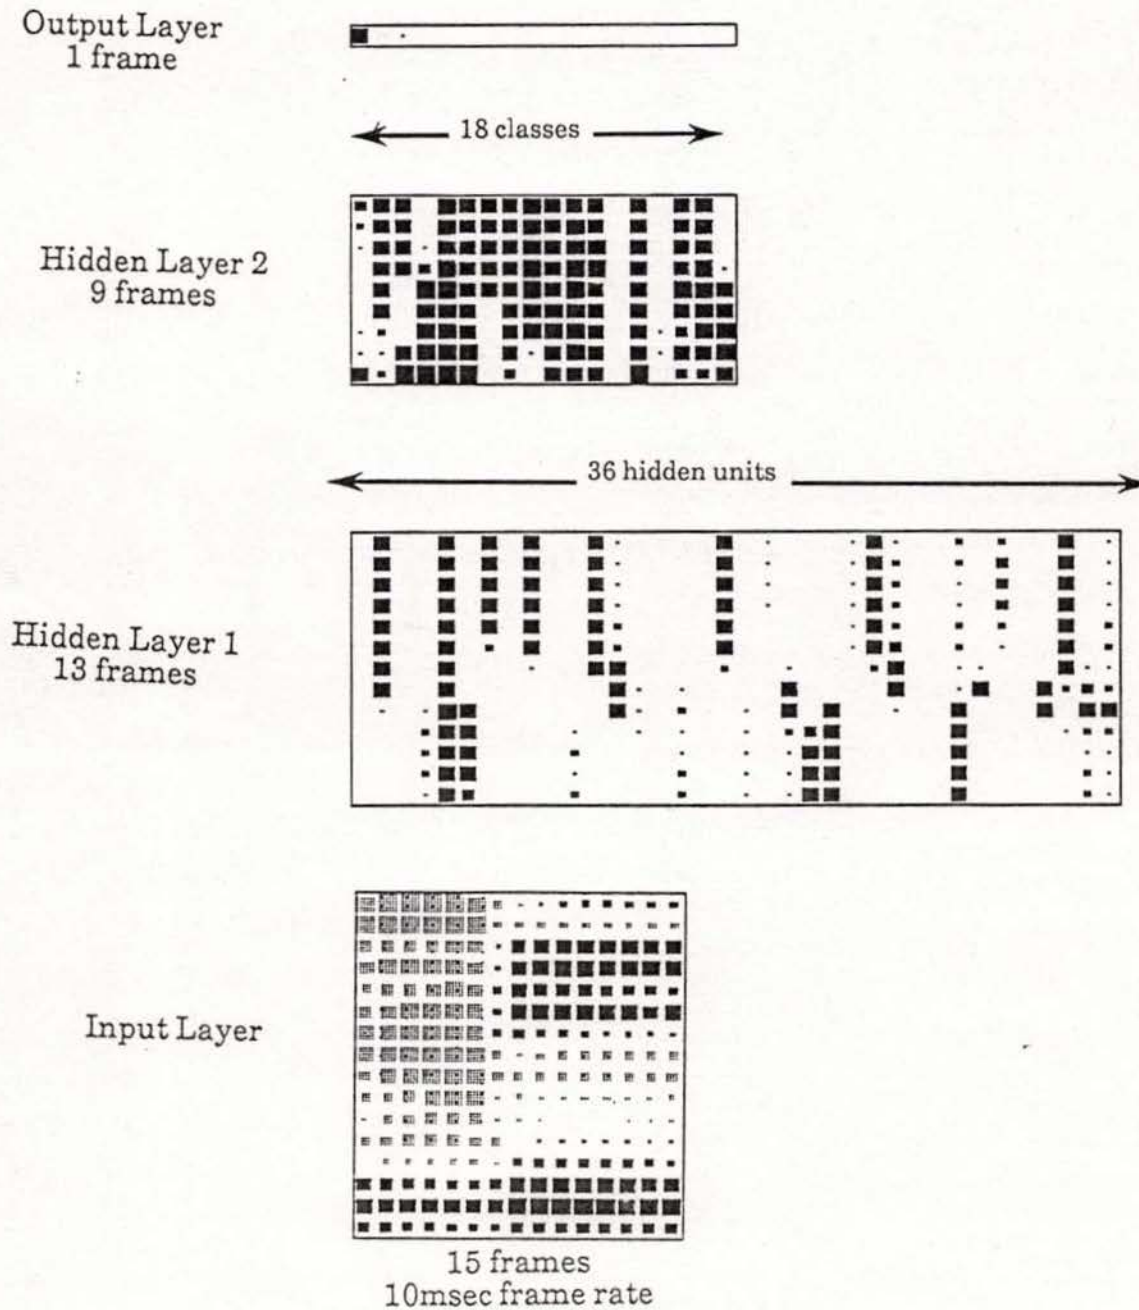 Output Layer
1 frame
18 classes
Hidden Layer 2
9 frames
36 hidden units
Hidden Layer 1
13 frames
Input Layer
15 frames
10msec frame rate